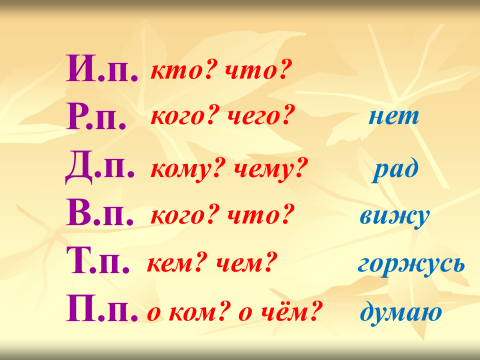 И.п. кто? что?
Р.п. кого? чего? нет
Д.п. кому? чему? рад
В.п. кого? что? вижу
Т.п. кем? чем? горжусь
П.п. о ком? о чём? думаю